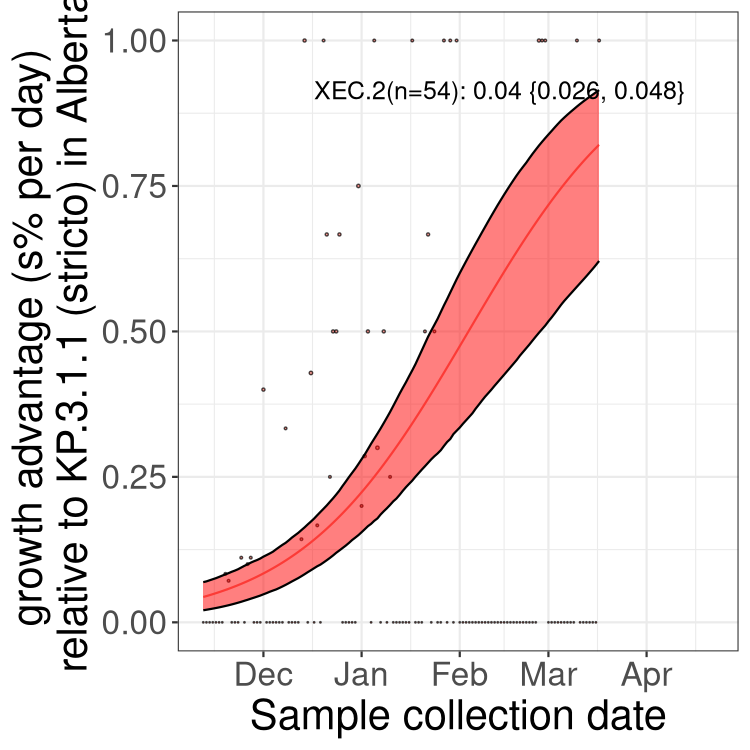 growth advantage (s% per day)
relative to KP.3.1.1 (stricto) in Alberta
1.00
0.75
0.50
0.25
0.00
XEC.2(n=54): 0.04 {0.026, 0.048}
Dec Jan Feb Mar Apr
Sample collection date